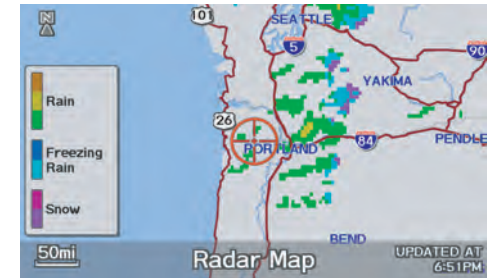 N
101
SEATTLE
5
90
YAKIMA
Rain
26
PORTLAND
84
PENDLE
Freezing
Rain
Snow
BEND
50mi
Radar Map
UPDATED AT
6:51PM